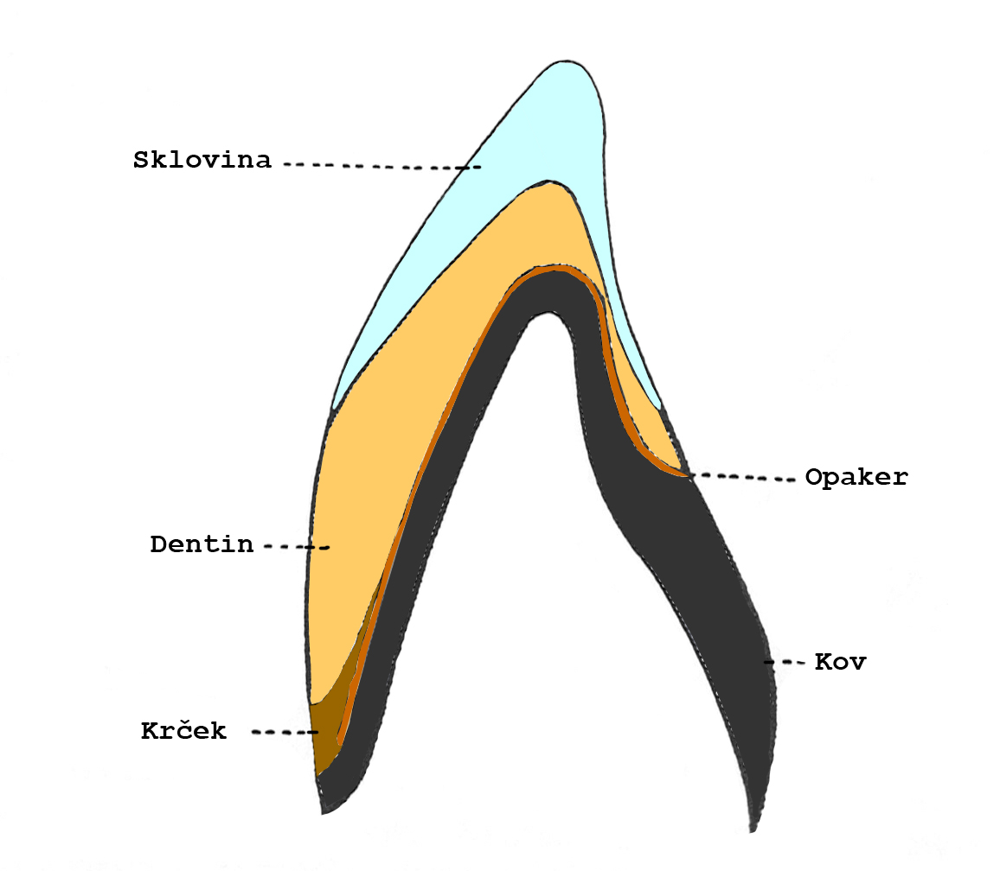 Sklovina
Opaker
Dentin
Kov
Krček